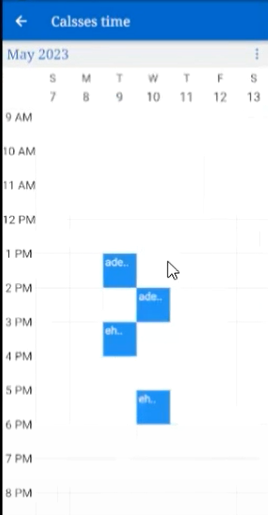 Calsses time
May 2023
S M T W T F S
7 8 9 10 11 12 13
9 AM
10 AM
11 AM
12 PM
1 PM
ade..
2 PM
ade..
3 PM
eh..
4 PM
5 PM
eh..
6 PM
7 PM
8 PM